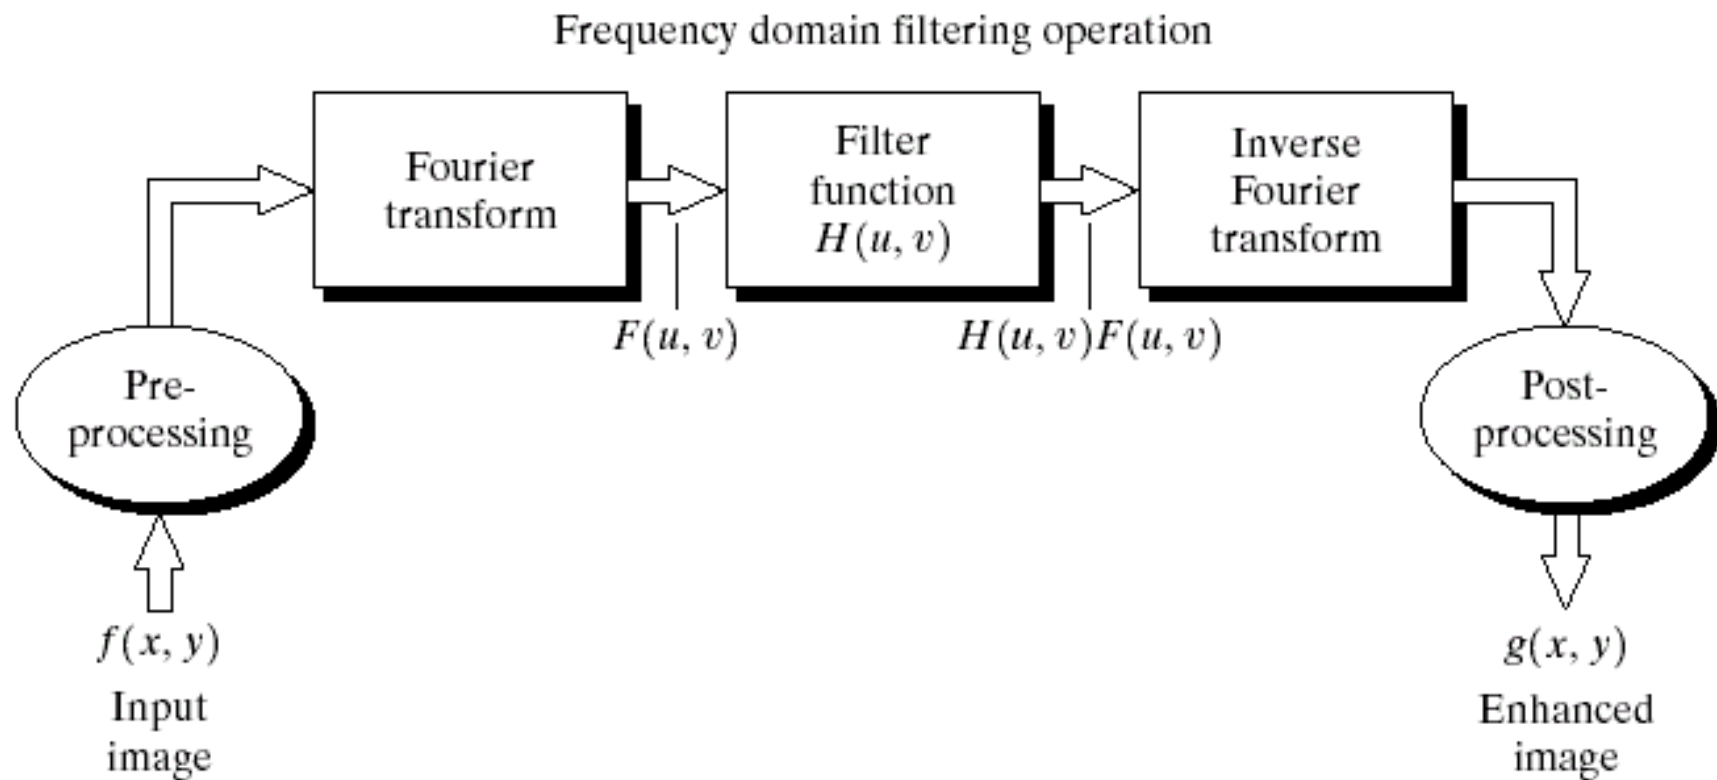 Frequency domain filtering operation
Fourier
transform
Filter
function
H(u, v)
Inverse
Fourier
transform
F(u, v)
H(u, v)F(u, v)
Pre-
processing
Post-
processing
f(x, y)
Input
image
g(x, y)
Enhanced
image